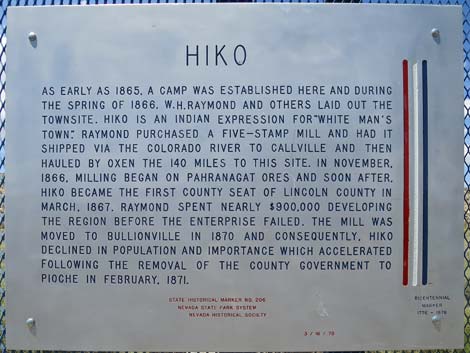 HIKO
AS EARLY AS 1865, A CAMP WAS ESTABLISHED HERE AND DURING
THE SPRING OF 1866, W.H.RAYMOND AND OTHERS LAID OUT THE
TOWNSITE. HIKO IS AN INDIAN EXPRESSION FOR "WHITE MAN'S
TOWN." RAYMOND PURCHASED A FIVE-STAMP MILL AND HAD IT
SHIPPED VIA THE COLORADO RIVER TO CALLVILLE AND THEN
HAULED BY OXEN THE 140 MILES TO THIS SITE. IN NOVEMBER,
1866, MILLING BEGAN ON PAHRANAGAT ORES AND SOON AFTER,
HIKO BECAME THE FIRST COUNTY SEAT OF LINCOLN COUNTY IN
MARCH, 1867. RAYMOND SPENT NEARLY $900,000 DEVELOPING
THE REGION BEFORE THE ENTERPRISE FAILED. THE MILL WAS
MOVED TO BULLIONVILLE IN 1870 AND CONSEQUENTLY, HIKO
DECLINED IN POPULATION AND IMPORTANCE WHICH ACCELERATED
FOLLOWING THE REMOVAL OF THE COUNTY GOVERNMENT TO
PIOCHE IN FEBRUARY, 1871.
STATE HISTORICAL MARKER NO. 206
NEVADA STATE PARK SYSTEM
NEVADA HISTORICAL SOCIETY
BICENTENNIAL
MARKER
1776 - 1976